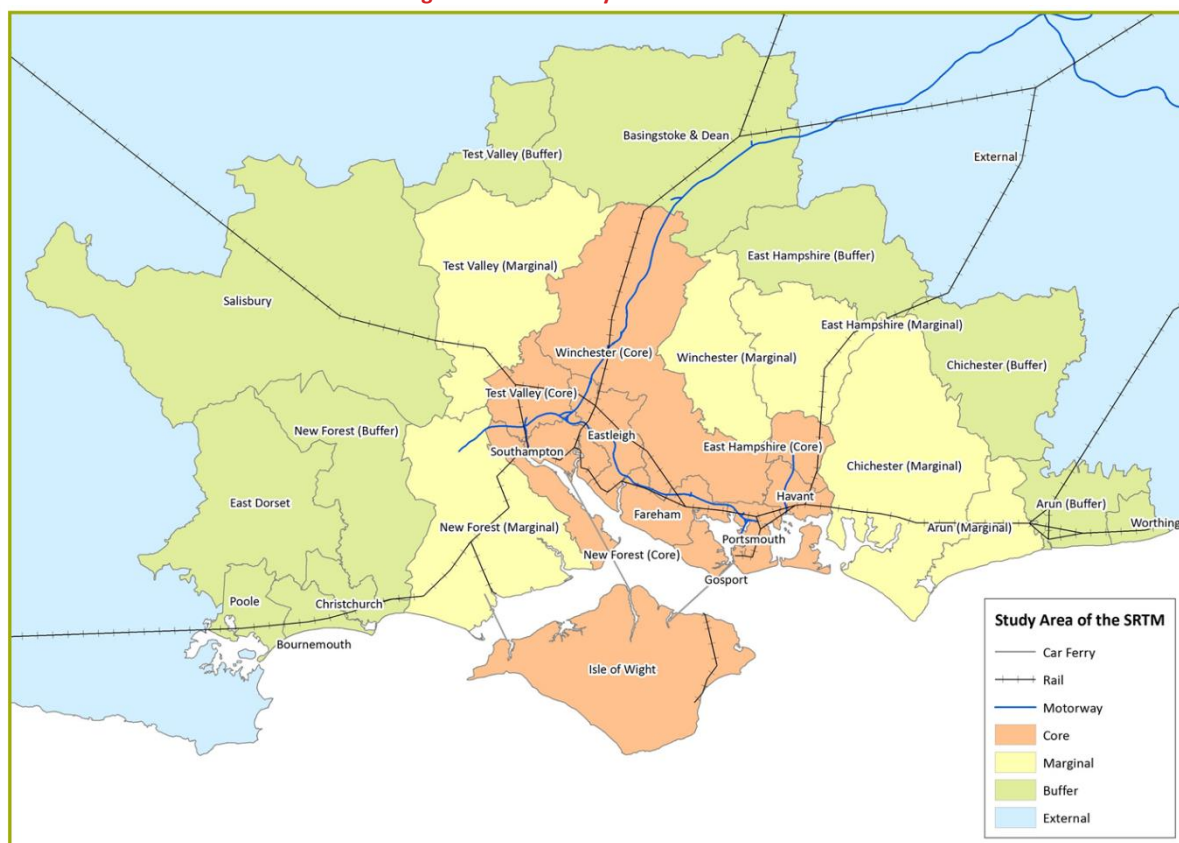 Basingstoke & Dean
Test Valley (Buffer)
External
East Hampshire (Buffer)
Test Valley (Marginal)
Salisbury
East Hampshire (Marginal)
Winchester (Core)
Winchester (Marginal)
Chichester (Buffer)
Test Valley (Core)
New Forest (Buffer)
Eastleigh
East Hampshire (Core)
Southampton
Chichester (Marginal)
Havant
East Dorset
Arun (Buffer)
Fareham
New Forest (Marginal)
Arun (Marginal)
Worthing
Portsmouth
New Forest (Core)
Gosport
Poole
Christchurch
Bournemouth
Isle of Wight
Study Area of the SRTM
Car Ferry
Rail
Motorway
Core
Marginal
Buffer
External